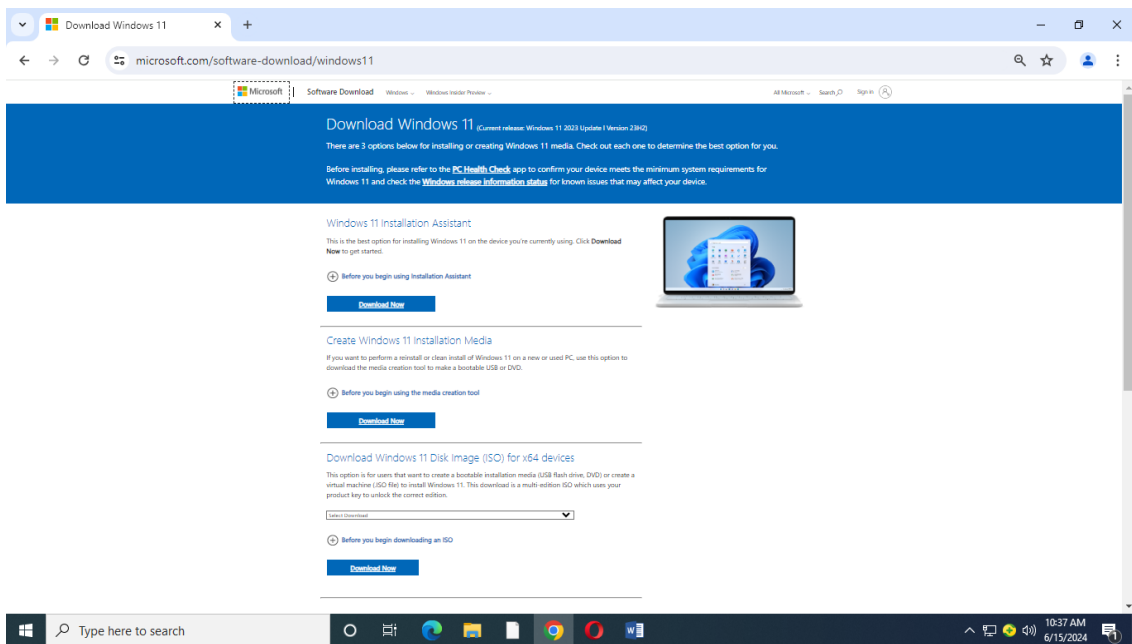 Download Windows 11
microsoft.com/software-download/windows11
Microsoft Software Download Windows Windows Insider Preview All Microsoft Search Sign in
Download Windows 11 (Current release: Windows 11 2023 Update l Version 23H2)
There are 3 options below for installing or creating Windows 11 media. Check out each one to determine the best option for you.
Before installing, please refer to the PC Health Check app to confirm your device meets the minimum system requirements for
Windows 11 and check the Windows release information status for known issues that may affect your device.
Windows 11 Installation Assistant
This is the best option for installing Windows 11 on the device you're currently using. Click Download
Now to get started.
Before you begin using Installation Assistant
Download Now
Create Windows 11 Installation Media
If you want to perform a reinstall or clean install of Windows 11 on a new or used PC, use this option to
download the media creation tool to make a bootable USB or DVD.
Before you begin using the media creation tool
Download Now
Download Windows 11 Disk Image (ISO) for x64 devices
This option is for users that want to create a bootable installation media (USB flash drive, DVD) or create a
virtual machine (.ISO file) to install Windows 11. This download is a multi-edition ISO which uses your
product key to unlock the correct edition.
Select Download
Before you begin downloading an ISO
Download Now
Type here to search
10:37 AM
6/15/2024